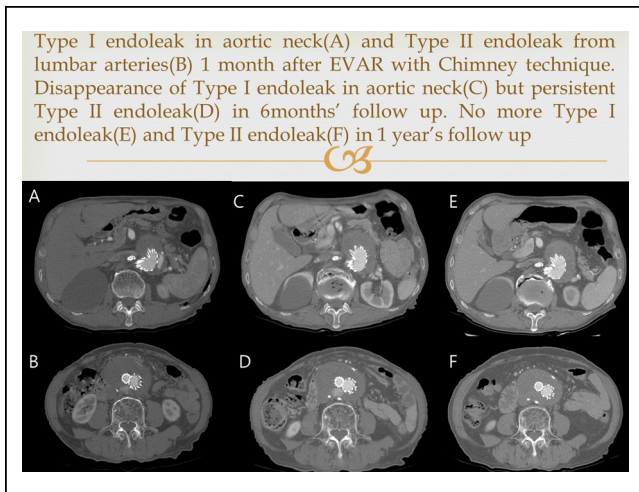 Type I endoleak in aortic neck(A) and Type II endoleak from
lumbar arteries(B) 1 month after EVAR with Chimney technique.
Disappearance of Type I endoleak in aortic neck(C) but persistent
Type II endoleak(D) in 6months’ follow up. No more Type I
endoleak(E) and Type II endoleak(F) in 1 year’s follow up
A C E
B D F